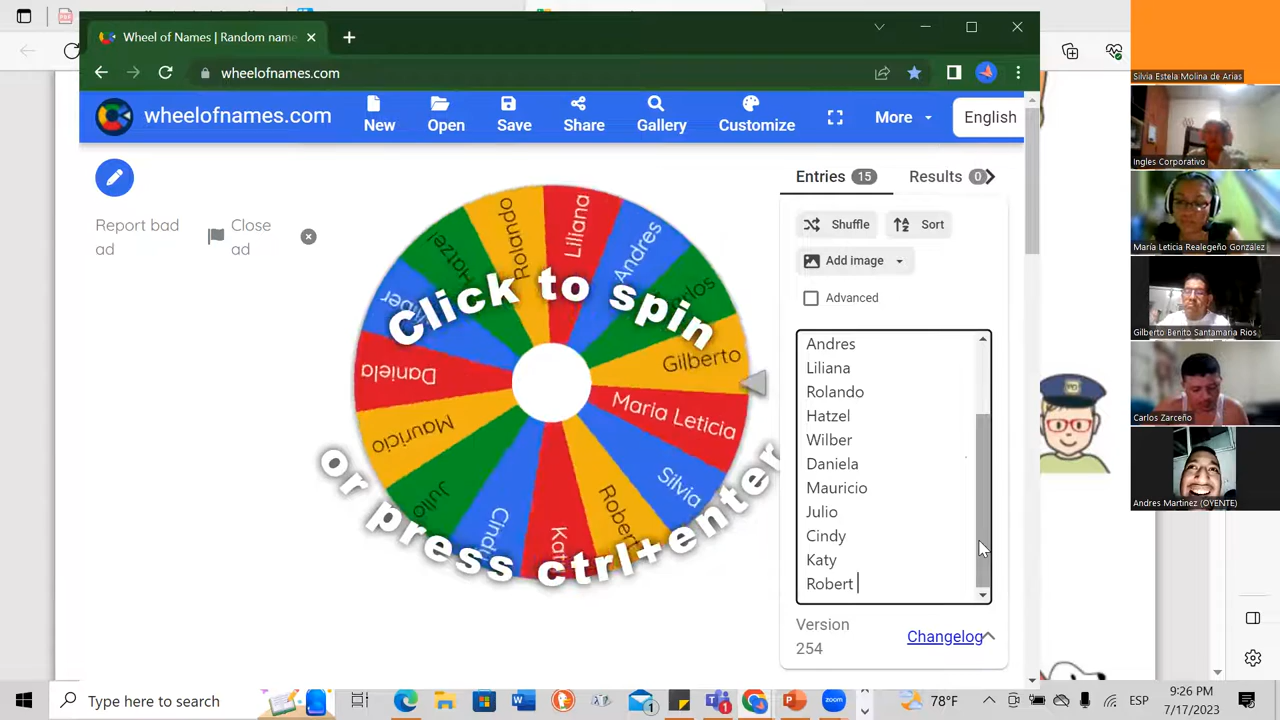 Wheel of Names | Random name
wheelofnames.com
wheelofnames.com
New
Open
Save
Share
Gallery
Customize
More
English
Report bad
ad
Close
ad
Entries 15
Results 0
Shuffle
Sort
Add image
Advanced
Andres
Liliana
Rolando
Hatzel
Wilber
Daniela
Mauricio
Julio
Cindy
Katy
Robert
Version
254
Changelog
Click to spin
or press ctrl+enter
Rolando
Liliana
Andres
Gilberto
Maria Leticia
Silvia
Robert
Katy
Cindy
Julio
Mauricio
Daniela
Hatzel
Silvia Estela Molina de Arias
Ingles Corporativo
María Leticia Realegeño González
Gilberto Benito Santamaria Rios
Carlos Zarceño
Andres Martinez (OYENTE)
Type here to search
1
1
zoom
78°F
ESP
9:26 PM
7/17/2023